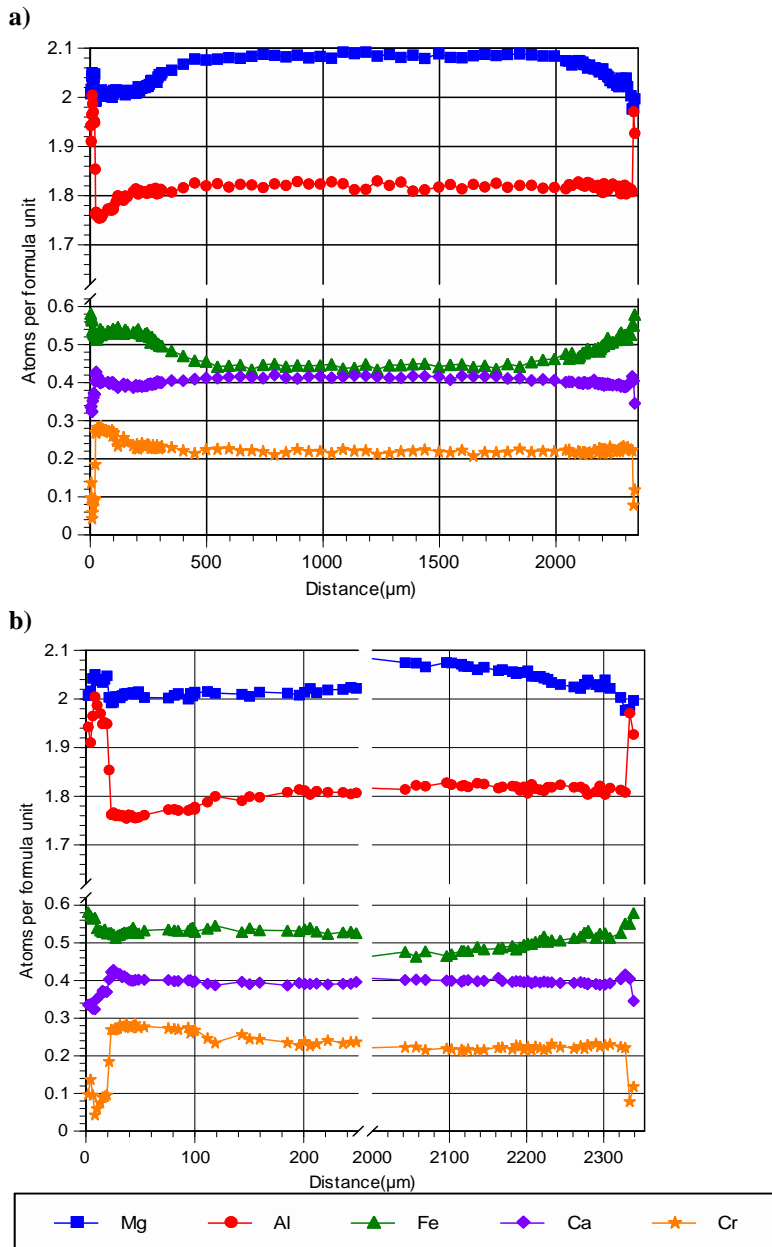 a)
2.1
2
1.9
1.8
1.7
0.6
0.5
0.4
0.3
0.2
0.1
0
Atoms per formula unit
0 500 1000 1500 2000
Distance(µm)
b)
2.1
2
1.9
1.8
1.7
0.6
0.5
0.4
0.3
0.2
0.1
0
Atoms per formula unit
0 100 200 2000 2100 2200 2300
Distance(µm)
Mg Al Fe Ca Cr